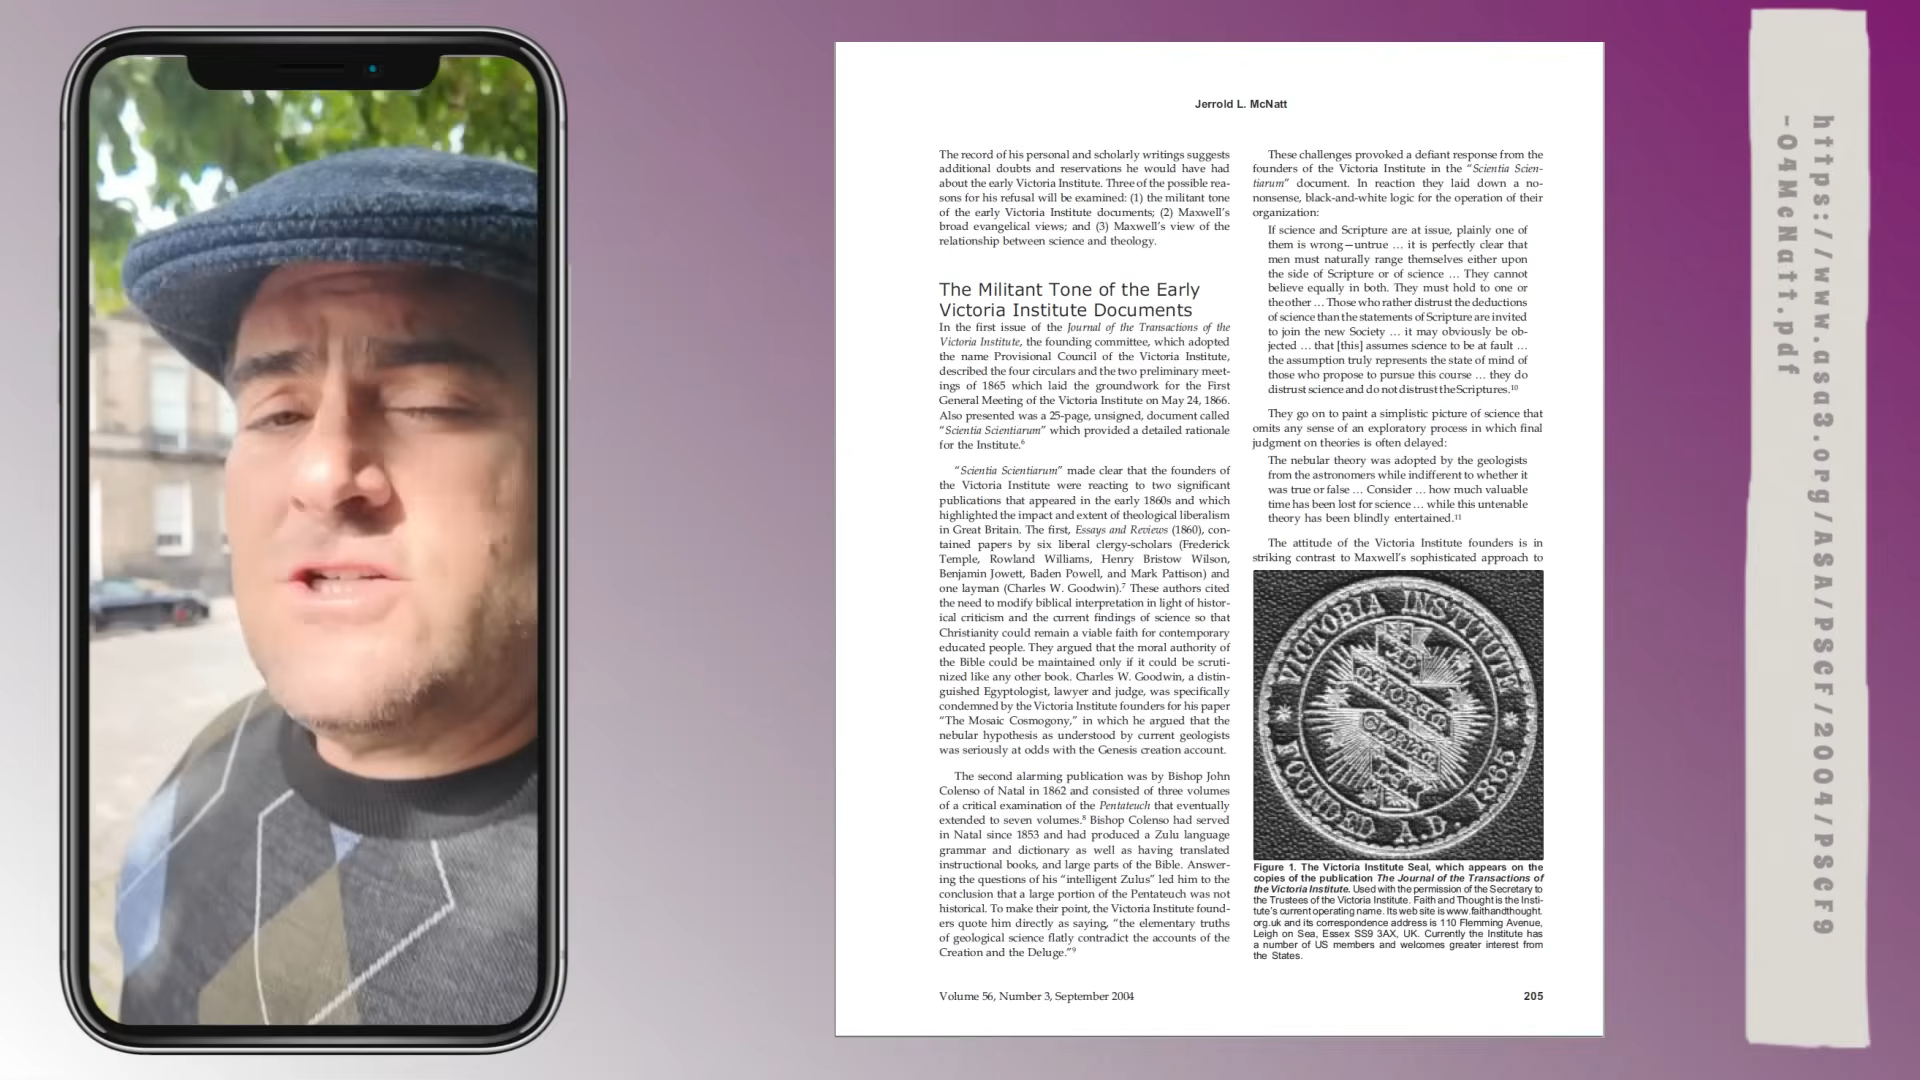 Jerrold L. McNatt
The record of his personal and scholarly writings suggests
additional doubts and reservations he would have had
about the early Victoria Institute. Three of the possible rea-
sons for his refusal will be examined: (1) the militant tone
of the early Victoria Institute documents; (2) Maxwell's
broad evangelical views; and (3) Maxwell's view of the
relationship between science and theology.
The Militant Tone of the Early
Victoria Institute Documents
In the first issue of the Journal of the Transactions of the
Victoria Institute, the founding committee, which adopted
the name Provisional Council of the Victoria Institute,
described the four circulars and the two preliminary meet-
ings of 1865 which laid the groundwork for the First
General Meeting of the Victoria Institute on May 24, 1866.
Also presented was a 25-page, unsigned, document called
"Scientia Scientiarum" which provided a detailed rationale
for the Institute.6
"Scientia Scientiarum" made clear that the founders of
the Victoria Institute were reacting to two significant
publications that appeared in the early 1860s and which
highlighted the impact and extent of theological liberalism
in Great Britain. The first, Essays and Reviews (1860), con-
tained papers by six liberal clergy-scholars (Frederick
Temple, Rowland Williams, Henry Bristow Wilson,
Benjamin Jowett, Baden Powell, and Mark Pattison) and
one layman (Charles W. Goodwin).7 These authors cited
the need to modify biblical interpretation in light of histor-
ical criticism and the current findings of science so that
Christianity could remain a viable faith for contemporary
educated people. They argued that the moral authority of
the Bible could be maintained only if it could be scruti-
nized like any other book. Charles W. Goodwin, a distin-
guished Egyptologist, lawyer and judge, was specifically
condemned by the Victoria Institute founders for his paper
"The Mosaic Cosmogony," in which he argued that the
nebular hypothesis as understood by current geologists
was seriously at odds with the Genesis creation account.
The second alarming publication was by Bishop John
Colenso of Natal in 1862 and consisted of three volumes
of a critical examination of the Pentateuch that eventually
extended to seven volumes.8 Bishop Colenso had served
in Natal since 1853 and had produced a Zulu language
grammar and dictionary as well as having translated
instructional books, and large parts of the Bible. Answer-
ing the questions of his "intelligent Zulus" led him to the
conclusion that a large portion of the Pentateuch was not
historical. To make their point, the Victoria Institute found-
ers quote him directly as saying, "the elementary truths
of geological science flatly contradict the accounts of the
Creation and the Deluge."9
These challenges provoked a defiant response from the
founders of the Victoria Institute in the "Scientia Scien-
tiarum" document. In reaction they laid down a no-
nonsense, black-and-white logic for the operation of their
organization:
If science and Scripture are at issue, plainly one of
them is wrong—untrue … it is perfectly clear that
men must naturally range themselves either upon
the side of Scripture or of science … They cannot
believe equally in both. They must hold to one or
the other … Those who rather distrust the deductions
of science than the statements of Scripture are invited
to join the new Society … it may obviously be ob-
jected … that [this] assumes science to be at fault …
the assumption truly represents the state of mind of
those who propose to pursue this course … they do
distrust science and do not distrust the Scriptures.10
They go on to paint a simplistic picture of science that
omits any sense of an exploratory process in which final
judgment on theories is often delayed:
The nebular theory was adopted by the geologists
from the astronomers while indifferent to whether it
was true or false … Consider … how much valuable
time has been lost for science … while this untenable
theory has been blindly entertained.11
The attitude of the Victoria Institute founders is in
striking contrast to Maxwell's sophisticated approach to
VICTORIA INSTITUTE
AD
MAJOREM
GLORIAM
DEI
FOUNDED A.D. 1865
Figure 1. The Victoria Institute Seal, which appears on the
copies of the publication The Journal of the Transactions of
the Victoria Institute. Used with the permission of the Secretary to
the Trustees of the Victoria Institute. Faith and Thought is the Insti-
tute's current operating name. Its web site is www.faithandthought.
org.uk and its correspondence address is 110 Flemming Avenue,
Leigh on Sea, Essex SS9 3AX, UK. Currently the Institute has
a number of US members and welcomes greater interest from
the States.
Volume 56, Number 3, September 2004
205
https://www.asa3.org/ASA/PSCF/2004/PSCF9
-04McNatt.pdf